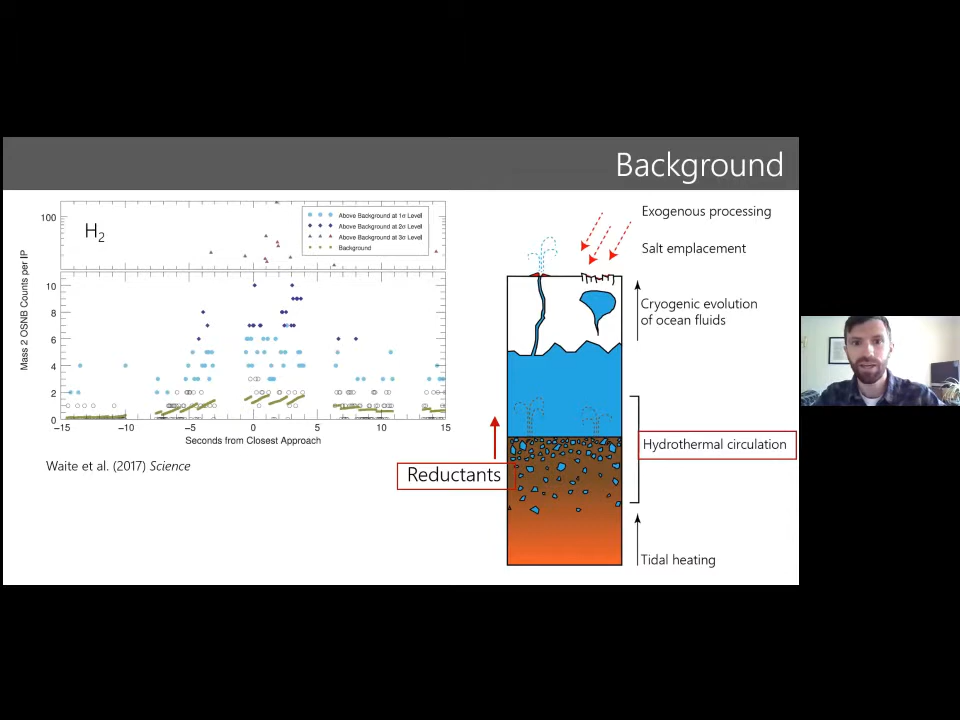 Background
H2
Above Background at 1σ Level
Above Background at 2σ Level
Above Background at 3σ Level
Background
Mass 2 OSNB Counts per IP
100
10
8
6
4
2
0
−15 −10 −5 0 5 10 15
Seconds from Closest Approach
Waite et al. (2017) Science
Exogenous processing
Salt emplacement
Cryogenic evolution
of ocean fluids
Hydrothermal circulation
Reductants
Tidal heating